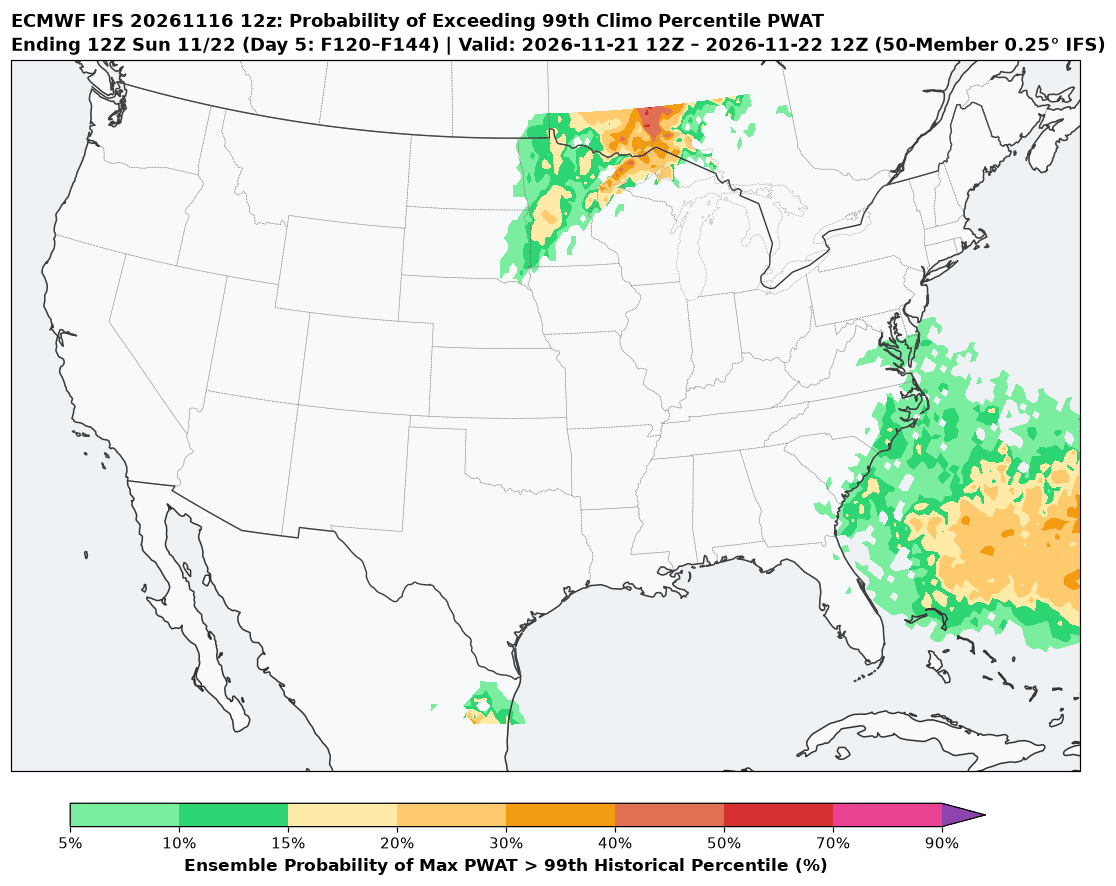 ECMWF IFS 20261116 12z: Probability of Exceeding 99th Climo Percentile PWAT
Ending 12Z Sun 11/22 (Day 5: F120–F144) | Valid: 2026-11-21 12Z – 2026-11-22 12Z (50-Member 0.25° IFS)
5% 10% 15% 20% 30% 40% 50% 70% 90%
Ensemble Probability of Max PWAT > 99th Historical Percentile (%)